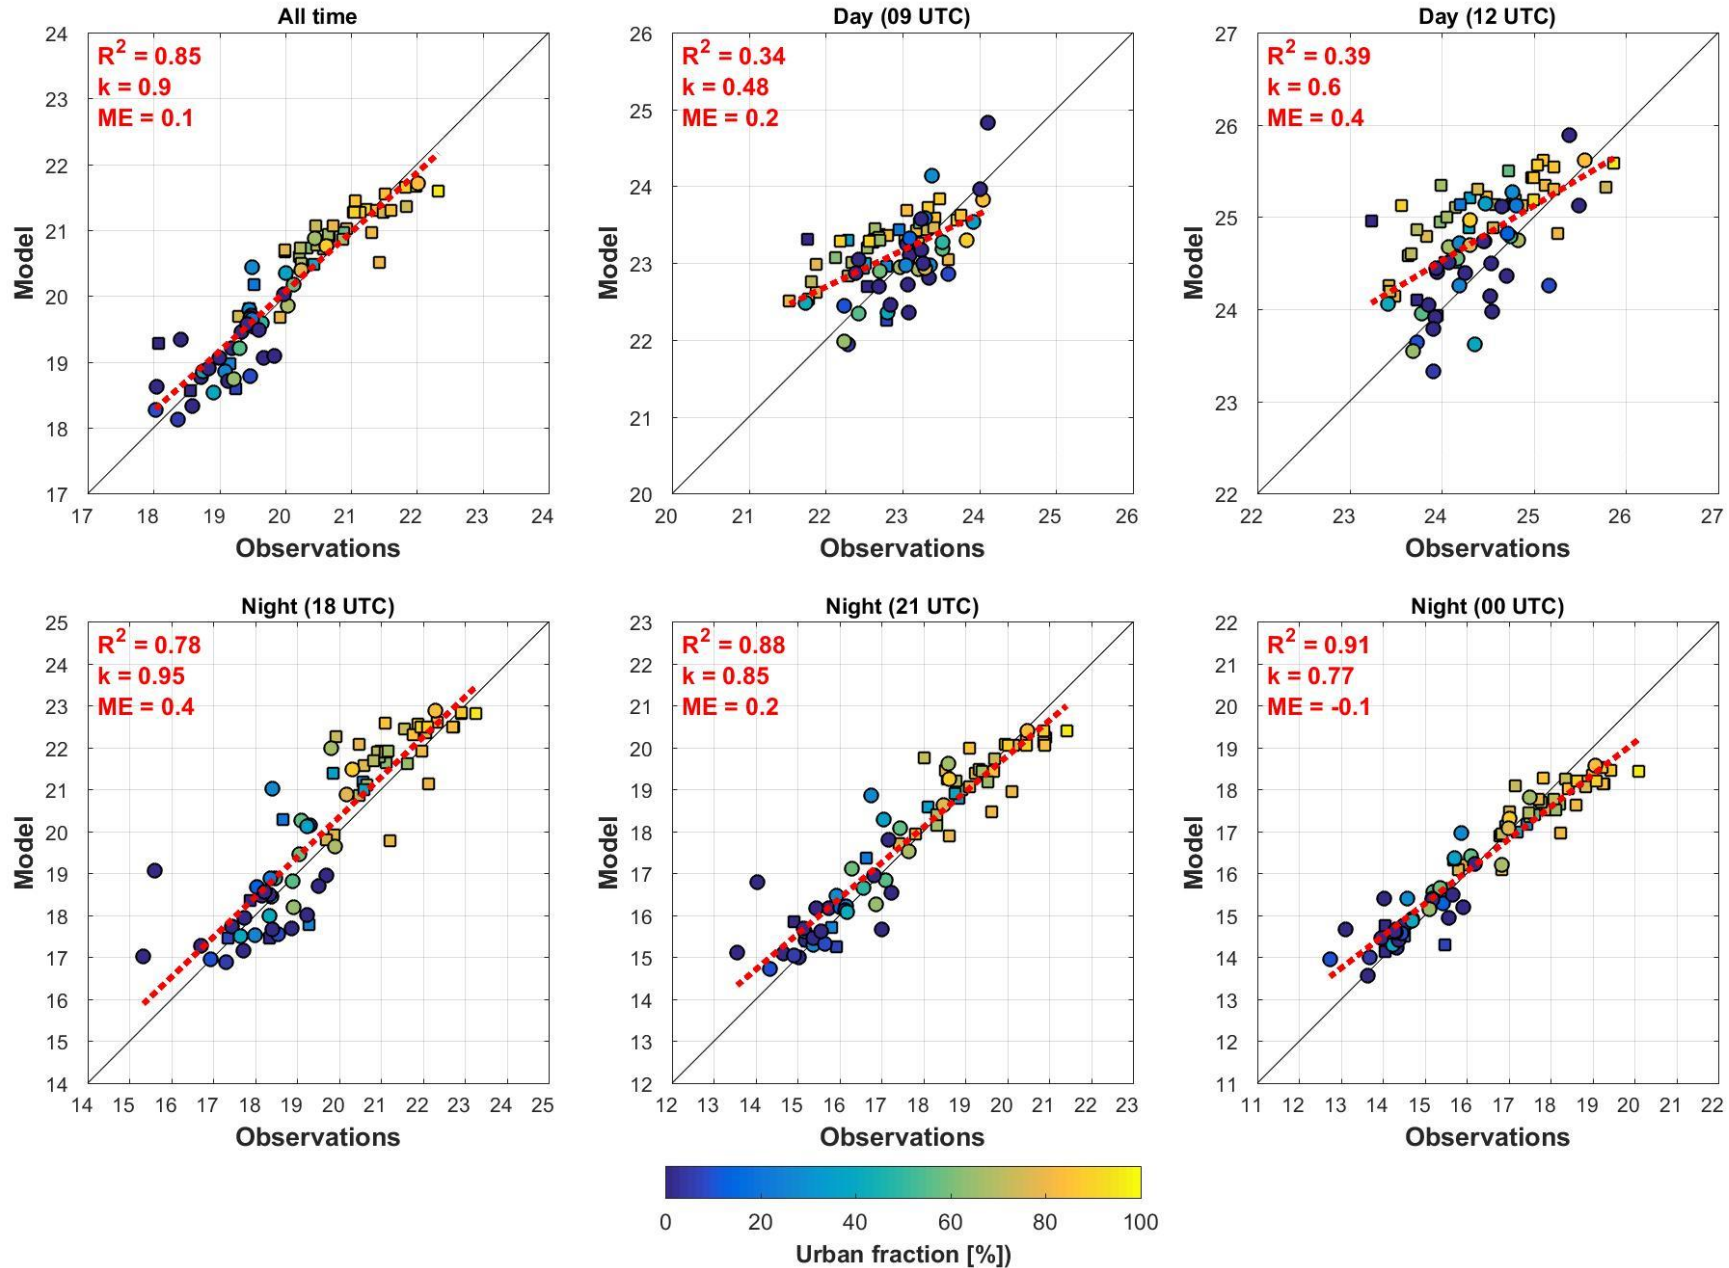 All time
R² = 0.85
k = 0.9
ME = 0.1
Model
24
23
22
21
20
19
18
17
17 18 19 20 21 22 23 24
Observations
Day (09 UTC)
R² = 0.34
k = 0.48
ME = 0.2
Model
26
25
24
23
22
21
20
20 21 22 23 24 25 26
Observations
Day (12 UTC)
R² = 0.39
k = 0.6
ME = 0.4
Model
27
26
25
24
23
22
22 23 24 25 26 27
Observations
Night (18 UTC)
R² = 0.78
k = 0.95
ME = 0.4
Model
25
24
23
22
21
20
19
18
17
16
15
14
14 15 16 17 18 19 20 21 22 23 24 25
Observations
Night (21 UTC)
R² = 0.88
k = 0.85
ME = 0.2
Model
23
22
21
20
19
18
17
16
15
14
13
12
12 13 14 15 16 17 18 19 20 21 22 23
Observations
Night (00 UTC)
R² = 0.91
k = 0.77
ME = -0.1
Model
22
21
20
19
18
17
16
15
14
13
12
11
11 12 13 14 15 16 17 18 19 20 21 22
Observations
0 20 40 60 80 100
Urban fraction [%])